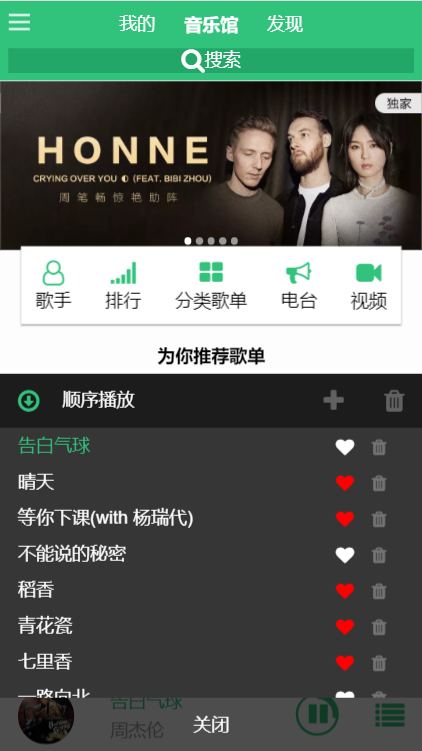 我的 音乐馆 发现
搜索
独家
HONNE
CRYING OVER YOU ◐ (FEAT. BIBI ZHOU)
周笔畅惊艳助阵
歌手 排行 分类歌单 电台 视频
为你推荐歌单
顺序播放
告白气球
晴天
等你下课(with 杨瑞代)
不能说的秘密
稻香
青花瓷
七里香
一路向北
告白气球
周杰伦
关闭